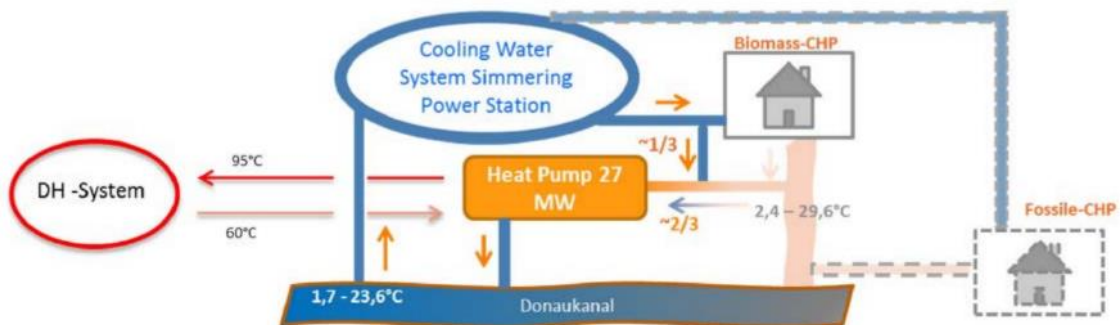 Cooling Water
System Simmering
Power Station
Biomass-CHP
~1/3
95°C
DH -System
60°C
Heat Pump 27
MW
~2/3
2,4 – 29,6°C
Fossile-CHP
1,7 - 23,6°C
Donaukanal